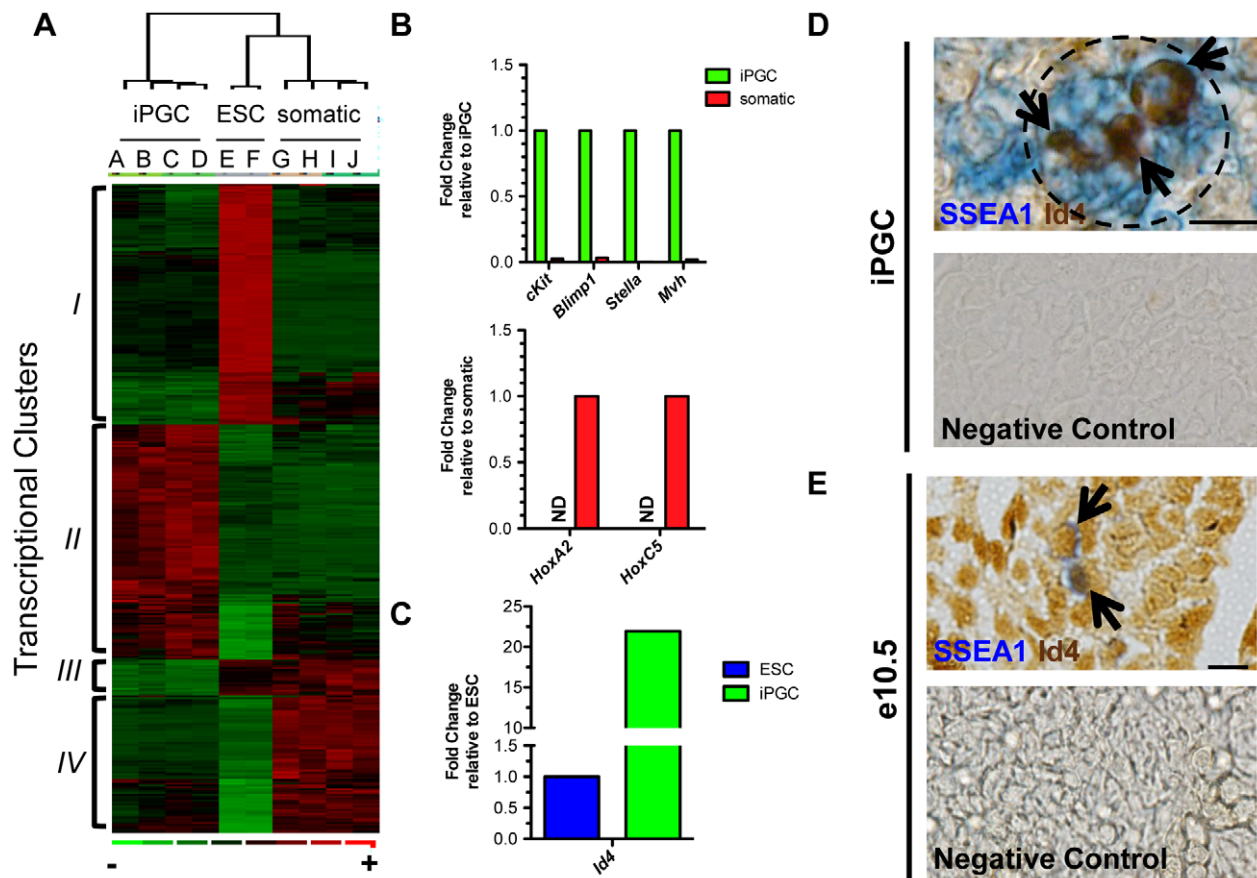 A
iPGC ESC somatic
A B C D E F G H I J
Transcriptional Clusters
I
II
III
IV
- +
B
Fold Change
relative to iPGC
1.5
1.0
0.5
0.0
iPGC
somatic
cKit Blimp1 Stella Mvh
Fold Change
relative to somatic
1.5
1.0
0.5
0.0
ND ND
HoxA2 HoxC5
C
Fold Change
relative to ESC
25
20
15
10
1.5
1.0
0.5
0.0
ESC
iPGC
Id4
D
iPGC
SSEA1 Id4
Negative Control
E
e10.5
SSEA1 Id4
Negative Control